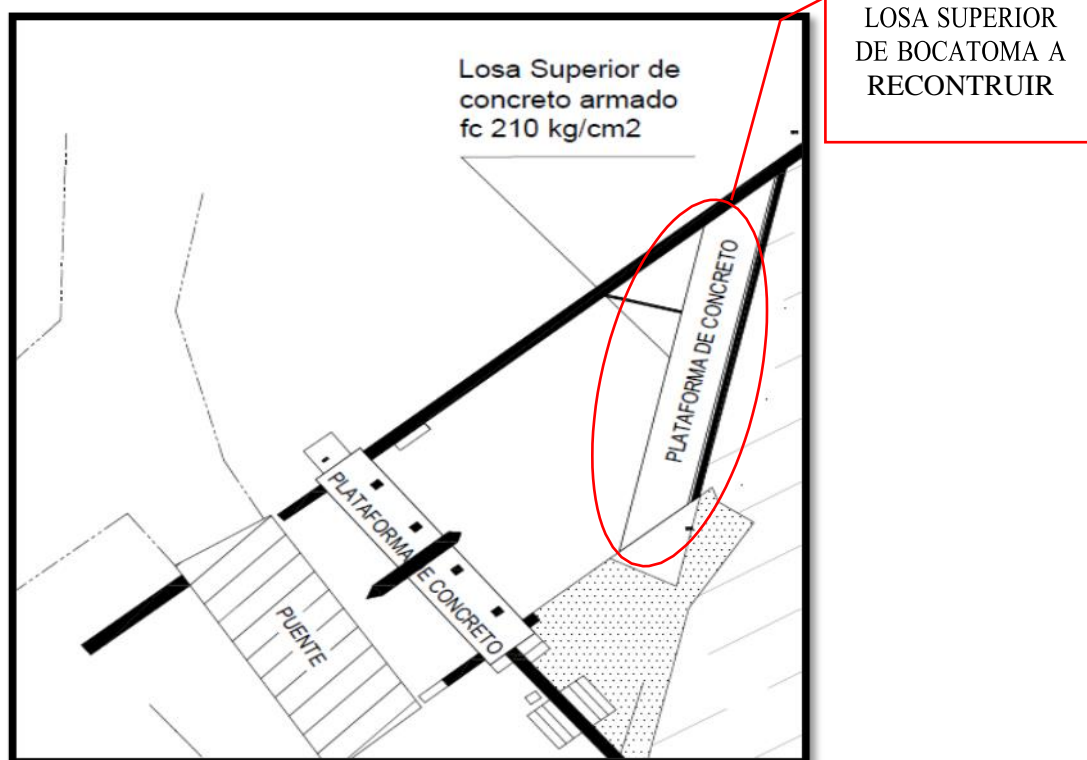 LOSA SUPERIOR
DE BOCATOMA A
RECONTRUIR
Losa Superior de
concreto armado
fc 210 kg/cm2
PLATAFORMA DE CONCRETO
PLATAFORMA DE CONCRETO
PUENTE